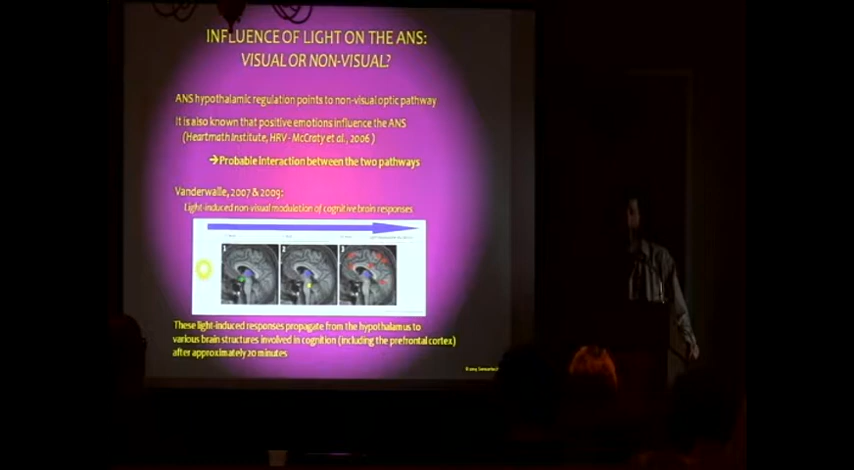 INFLUENCE OF LIGHT ON THE ANS:
VISUAL OR NON-VISUAL?
ANS hypothalamic regulation points to non-visual optic pathway
It is also known that positive emotions influence the ANS
(Heartmath Institute, HRV - McCraty et al., 2006 )
→Probable Interaction between the two pathways
Vanderwalle, 2007 & 2009:
Light-induced non-visual modulation of cognitive brain responses
1 2 3
These light-induced responses propagate from the hypothalamus to
various brain structures involved in cognition (including the prefrontal cortex)
after approximately 20 minutes